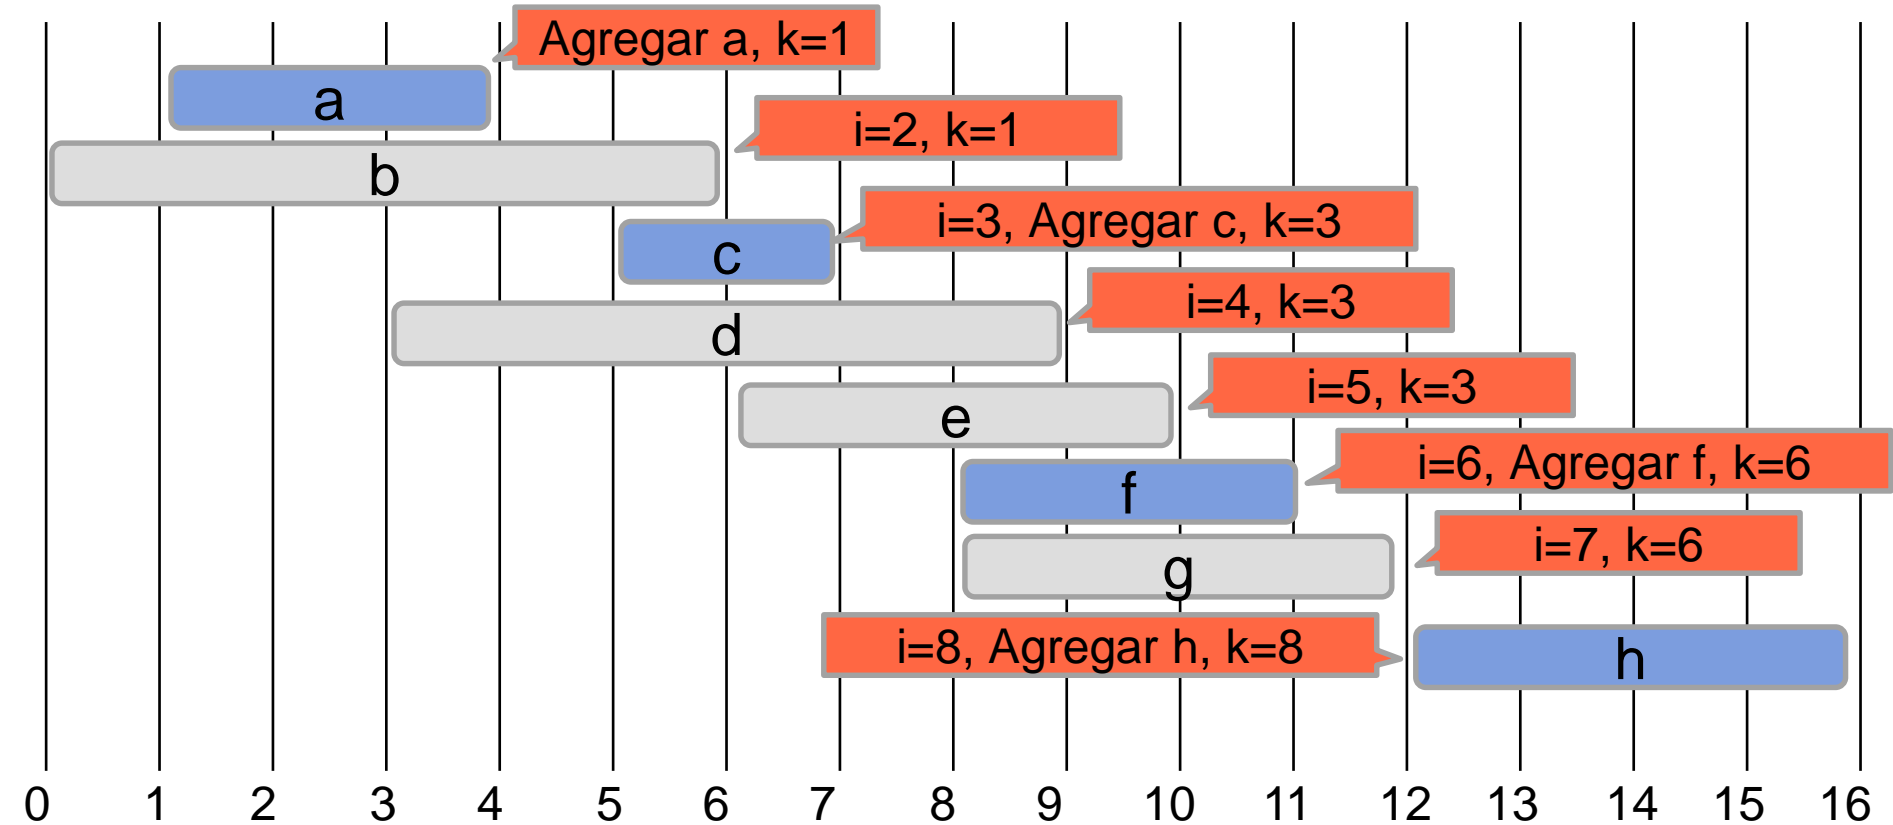 Agregar a, k=1
a
i=2, k=1
b
i=3, Agregar c, k=3
c
i=4, k=3
d
i=5, k=3
e
i=6, Agregar f, k=6
f
i=7, k=6
g
i=8, Agregar h, k=8
h
0 1 2 3 4 5 6 7 8 9 10 11 12 13 14 15 16